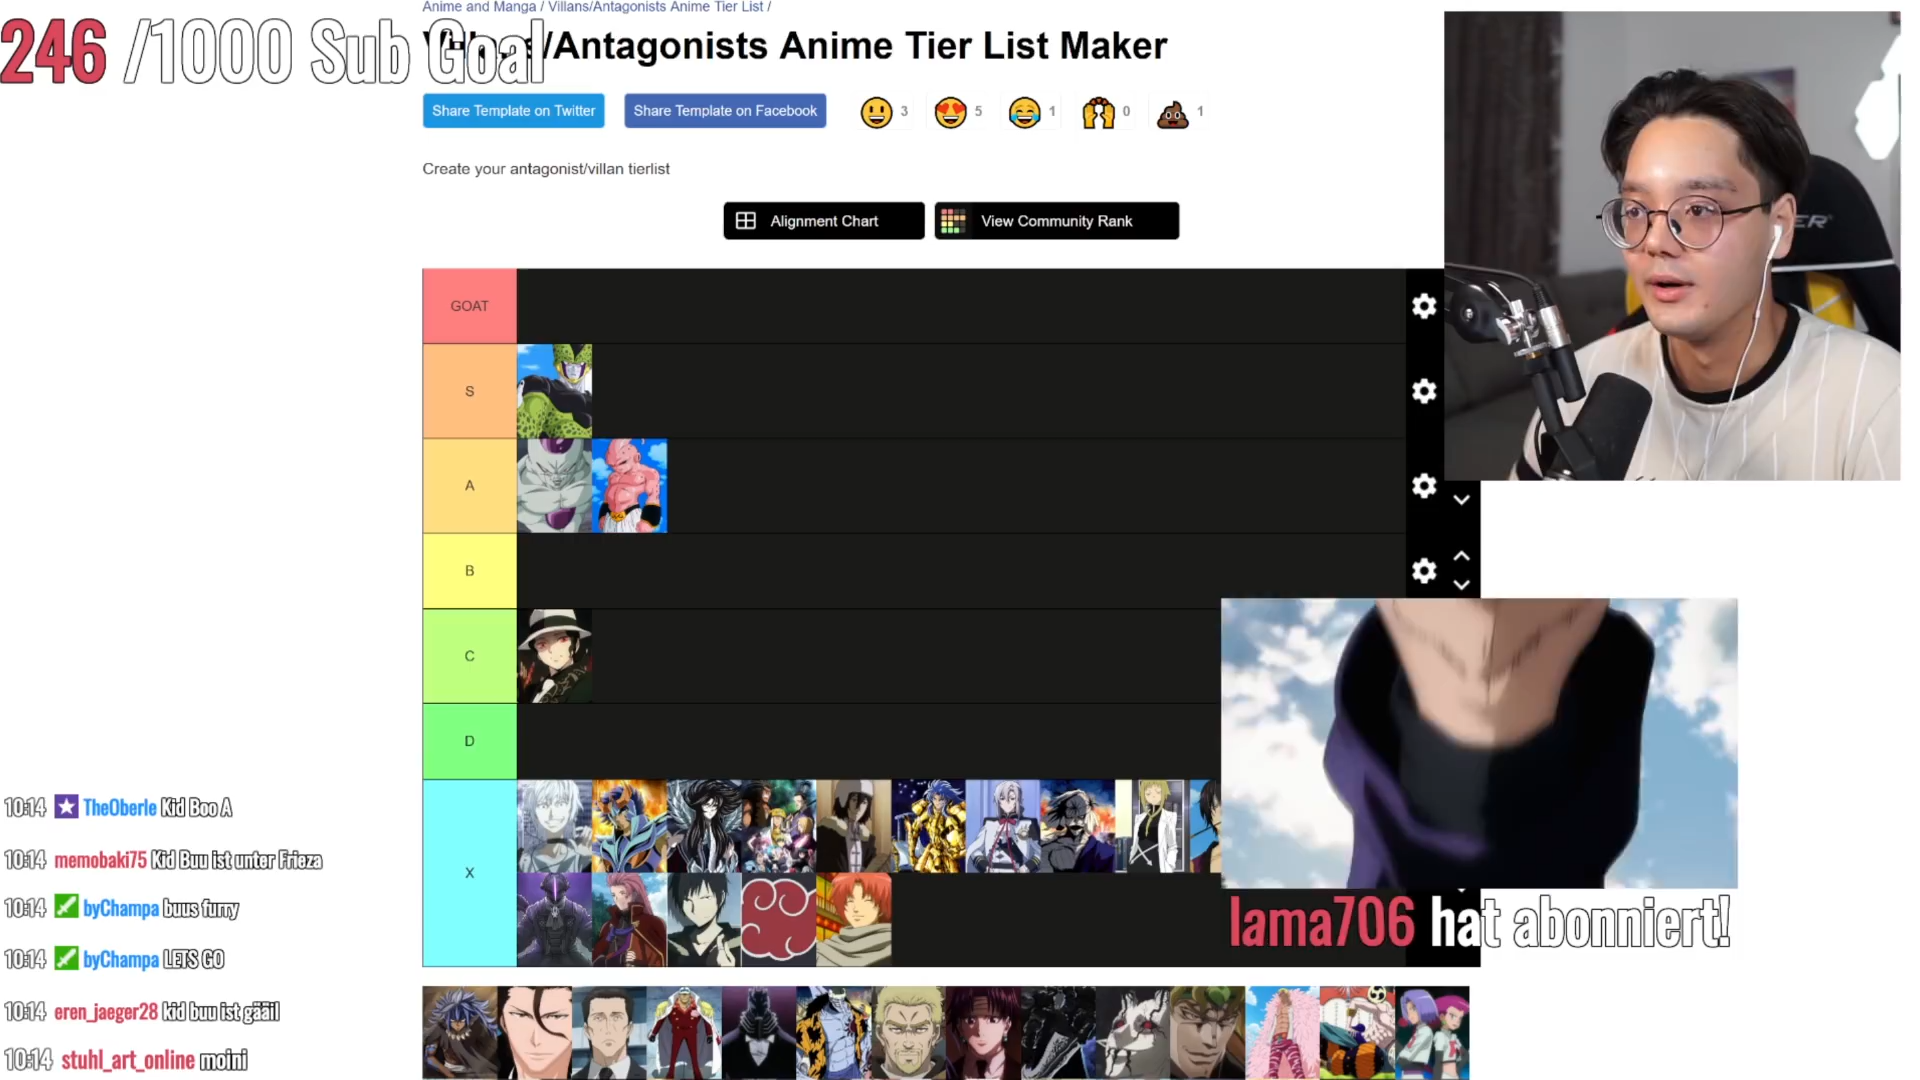 Anime and Manga / Villans/Antagonists Anime Tier List /
246 /1000 Sub Goal
/Antagonists Anime Tier List Maker
Share Template on Twitter
Share Template on Facebook
3
5
1
0
1
Create your antagonist/villan tierlist
Alignment Chart
View Community Rank
GOAT
S
A
B
C
D
X
10:14 TheOberle Kid Boo A
10:14 memobaki75 Kid Buu ist unter Frieza
10:14 byChampa buus furry
10:14 byChampa LETS GO
10:14 eren_jaeger28 kid buu ist gääil
10:14 stuhl_art_online moini
lama706 hat abonniert!